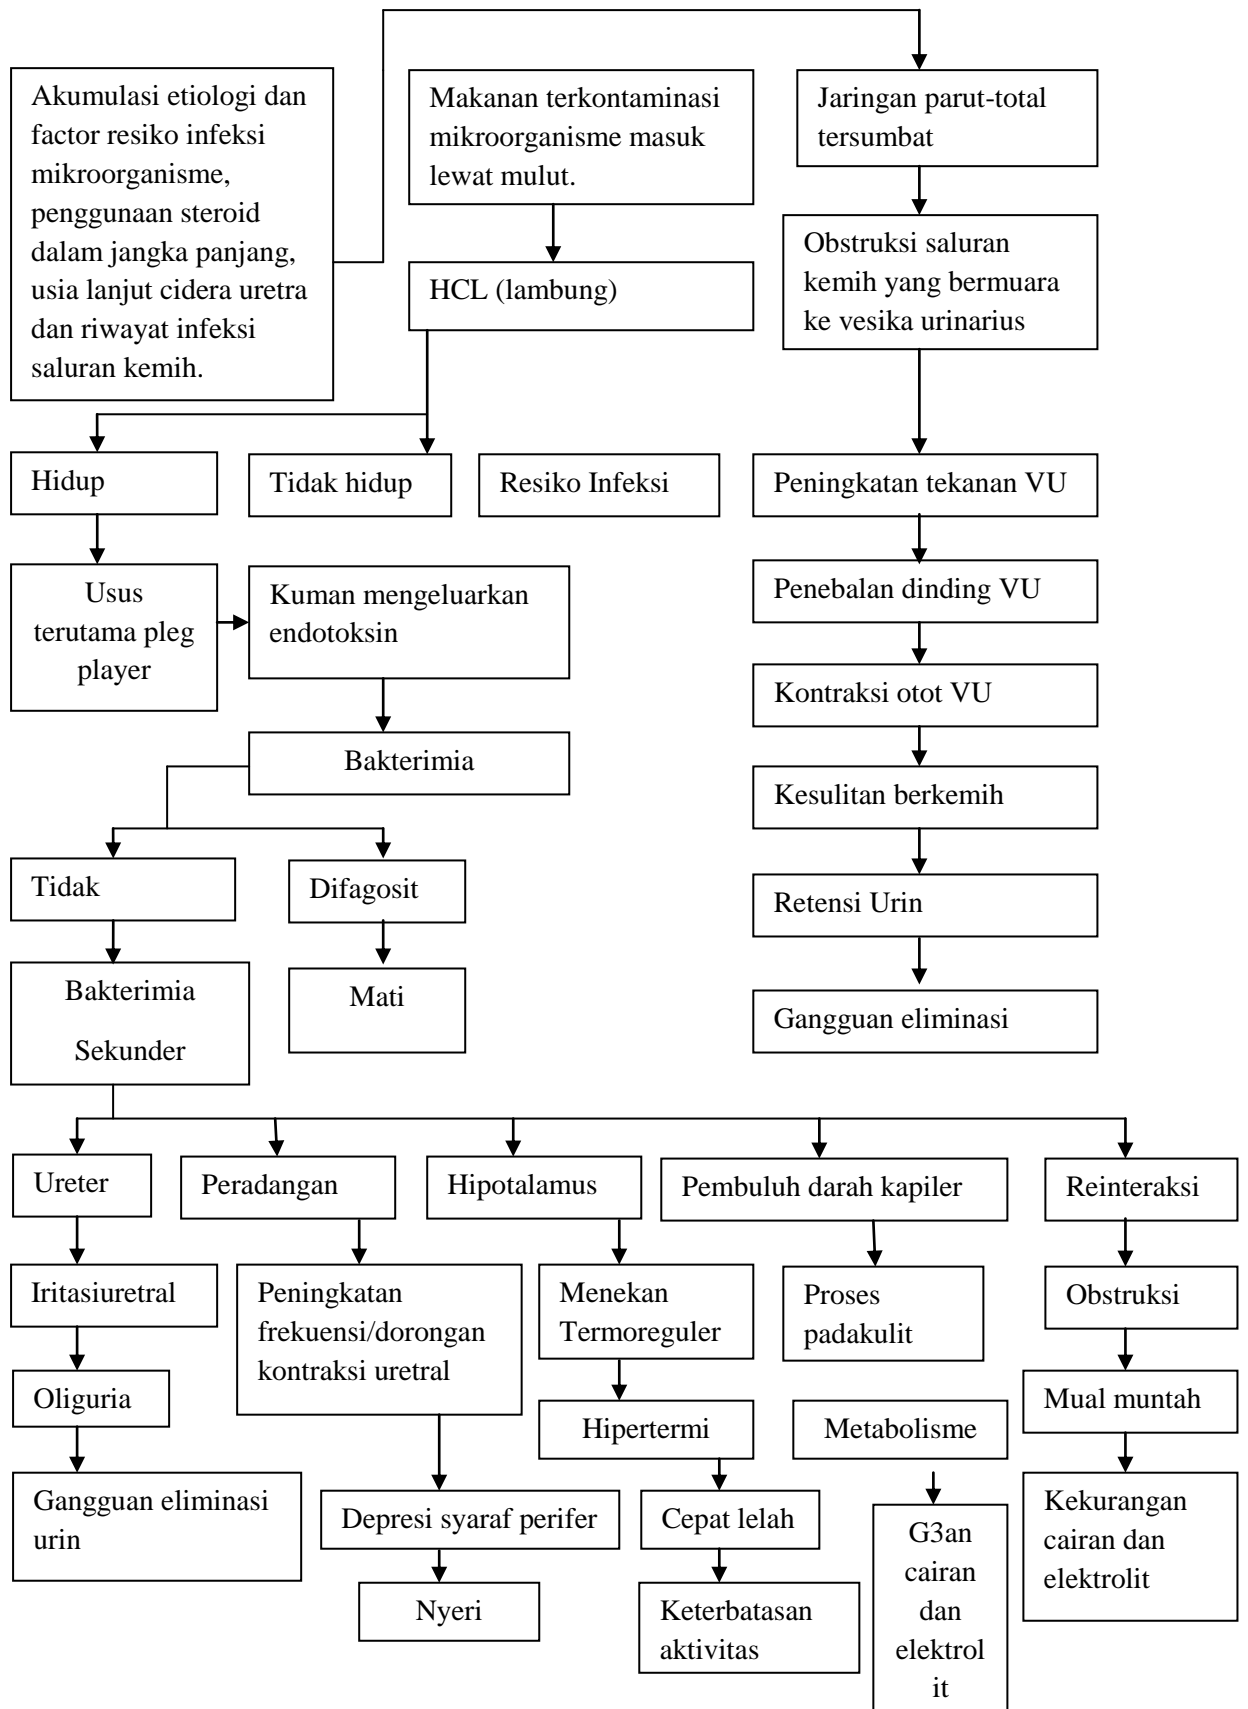 Akumulasi etiologi dan
factor resiko infeksi
mikroorganisme,
penggunaan steroid
dalam jangka panjang,
usia lanjut cidera uretra
dan riwayat infeksi
saluran kemih.
Makanan terkontaminasi
mikroorganisme masuk
lewat mulut.
Jaringan parut-total
tersumbat
HCL (lambung)
Obstruksi saluran
kemih yang bermuara
ke vesika urinarius
Hidup
Tidak hidup
Resiko Infeksi
Peningkatan tekanan VU
Usus
terutama pleg
player
Kuman mengeluarkan
endotoksin
Penebalan dinding VU
Kontraksi otot VU
Bakterimia
Kesulitan berkemih
Tidak
Difagosit
Retensi Urin
Bakterimia
Sekunder
Mati
Gangguan eliminasi
Ureter
Peradangan
Hipotalamus
Pembuluh darah kapiler
Reinteraksi
Iritasiuretral
Peningkatan
frekuensi/dorongan
kontraksi uretral
Menekan
Termoreguler
Proses
padakulit
Obstruksi
Oliguria
Hipertermi
Metabolisme
Mual muntah
Gangguan eliminasi
urin
Depresi syaraf perifer
Cepat lelah
G3an
cairan
dan
elektrol
it
Kekurangan
cairan dan
elektrolit
Nyeri
Keterbatasan
aktivitas